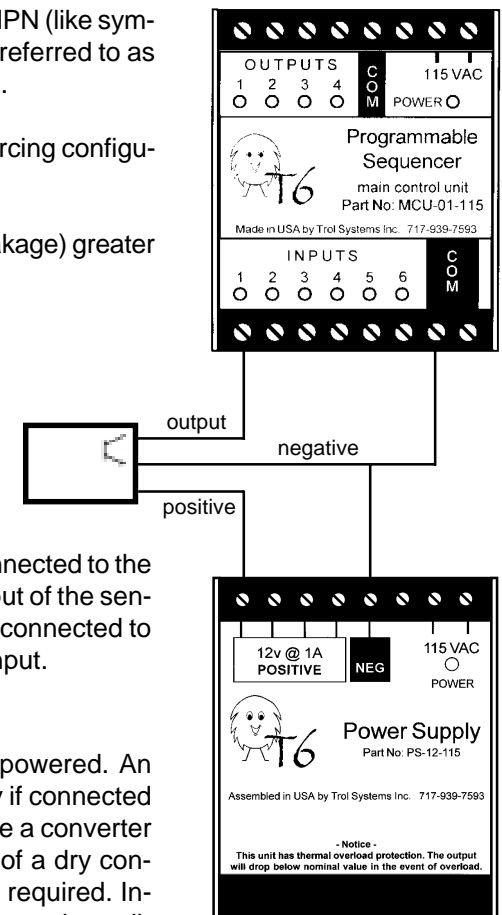 NPN (like sym-
referred to as
.
rcing configu-
akage) greater
nnected to the
out of the sen-
connected to
nput.
powered. An
y if connected
e a converter
of a dry con-
required. In-
OUTPUTS
1 2 3 4
COM
115 VAC
POWER
Programmable
Sequencer
T6
main control unit
Part No: MCU-01-115
Made in USA by Trol Systems Inc. 717-939-7593
INPUTS
1 2 3 4 5 6
COM
output
negative
positive
12v @ 1A
POSITIVE
NEG
115 VAC
POWER
T6
Power Supply
Part No: PS-12-115
Assembled in USA by Trol Systems Inc. 717-939-7593
- Notice -
This unit has thermal overload protection. The output
will drop below nominal value in the event of overload.